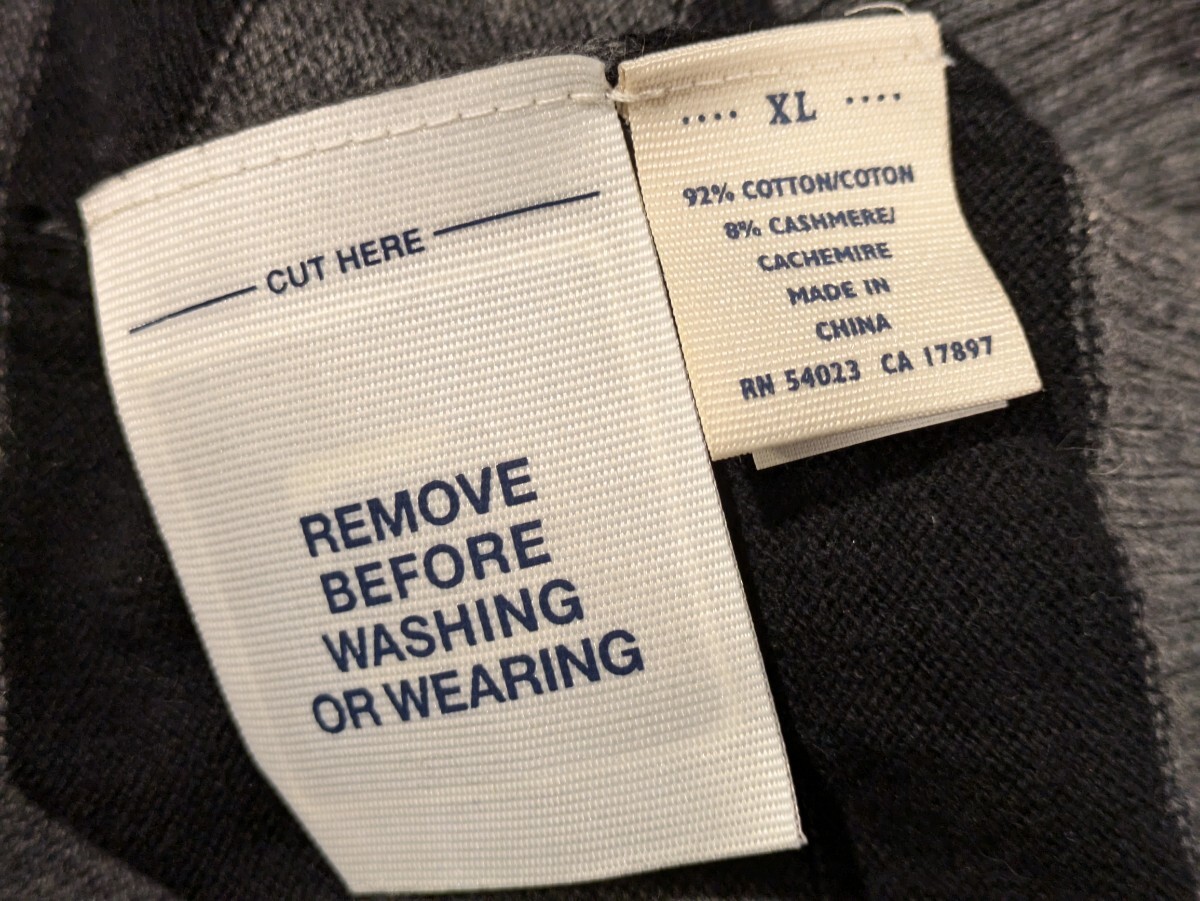 CUT HERE
REMOVE
BEFORE
WASHING
OR WEARING
.... XL ....
92% COTTON/COTON
8% CASHMERE/
CACHEMIRE
MADE IN
CHINA
RN 54023 CA 17897